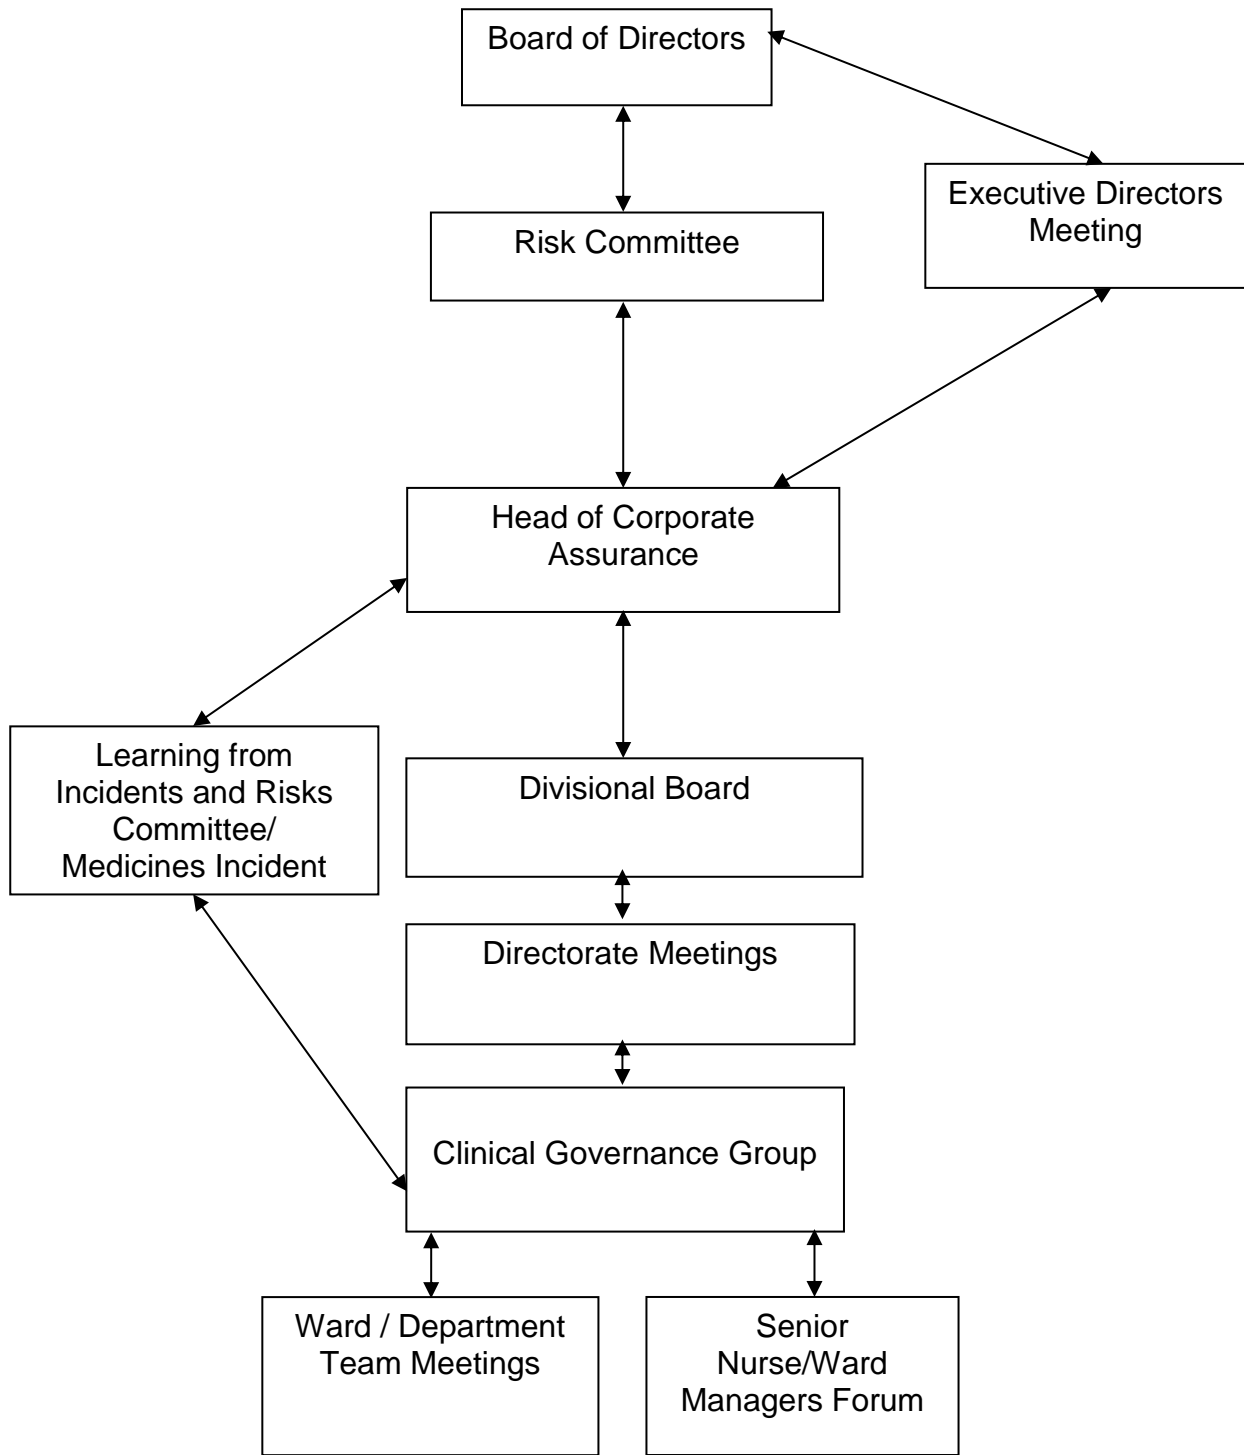 Board of Directors
Executive Directors
Meeting
Risk Committee
Head of Corporate
Assurance
Learning from
Incidents and Risks
Committee/
Medicines Incident
Divisional Board
Directorate Meetings
Clinical Governance Group
Ward / Department
Team Meetings
Senior
Nurse/Ward
Managers Forum